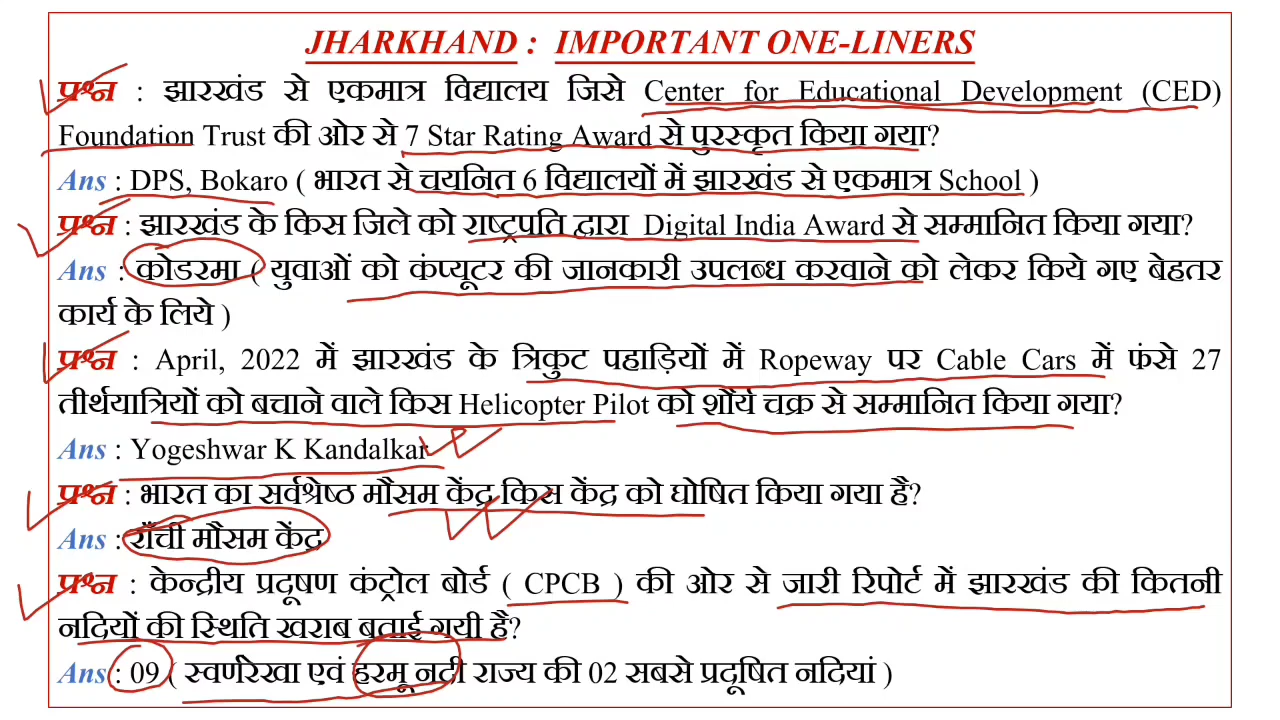 JHARKHAND : IMPORTANT ONE-LINERS
प्रश्न : झारखंड से एकमात्र विद्यालय जिसे Center for Educational Development (CED)
Foundation Trust की ओर से 7 Star Rating Award से पुरस्कृत किया गया?
Ans : DPS, Bokaro ( भारत से चयनित 6 विद्यालयों में झारखंड से एकमात्र School )
प्रश्न : झारखंड के किस जिले को राष्ट्रपति द्वारा Digital India Award से सम्मानित किया गया?
Ans : कोडरमा ( युवाओं को कंप्यूटर की जानकारी उपलब्ध करवाने को लेकर किये गए बेहतर
कार्य के लिये )
प्रश्न : April, 2022 में झारखंड के त्रिकुट पहाड़ियों में Ropeway पर Cable Cars में फंसे 27
तीर्थयात्रियों को बचाने वाले किस Helicopter Pilot को शौर्य चक्र से सम्मानित किया गया?
Ans : Yogeshwar K Kandalkar
प्रश्न : भारत का सर्वश्रेष्ठ मौसम केंद्र किस केंद्र को घोषित किया गया है?
Ans : राँची मौसम केंद्र
प्रश्न : केन्द्रीय प्रदूषण कंट्रोल बोर्ड ( CPCB ) की ओर से जारी रिपोर्ट में झारखंड की कितनी
नदियों की स्थिति खराब बताई गयी है?
Ans : 09 ( स्वर्णरेखा एवं हरमू नदी राज्य की 02 सबसे प्रदूषित नदियां )